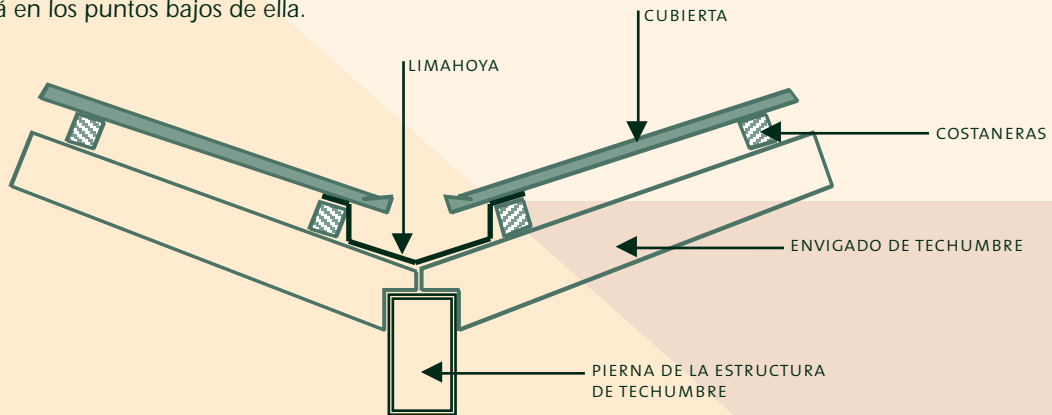 á en los puntos bajos de ella.
CUBIERTA
LIMAHOYA
COSTANERAS
ENVIGADO DE TECHUMBRE
PIERNA DE LA ESTRUCTURA
DE TECHUMBRE